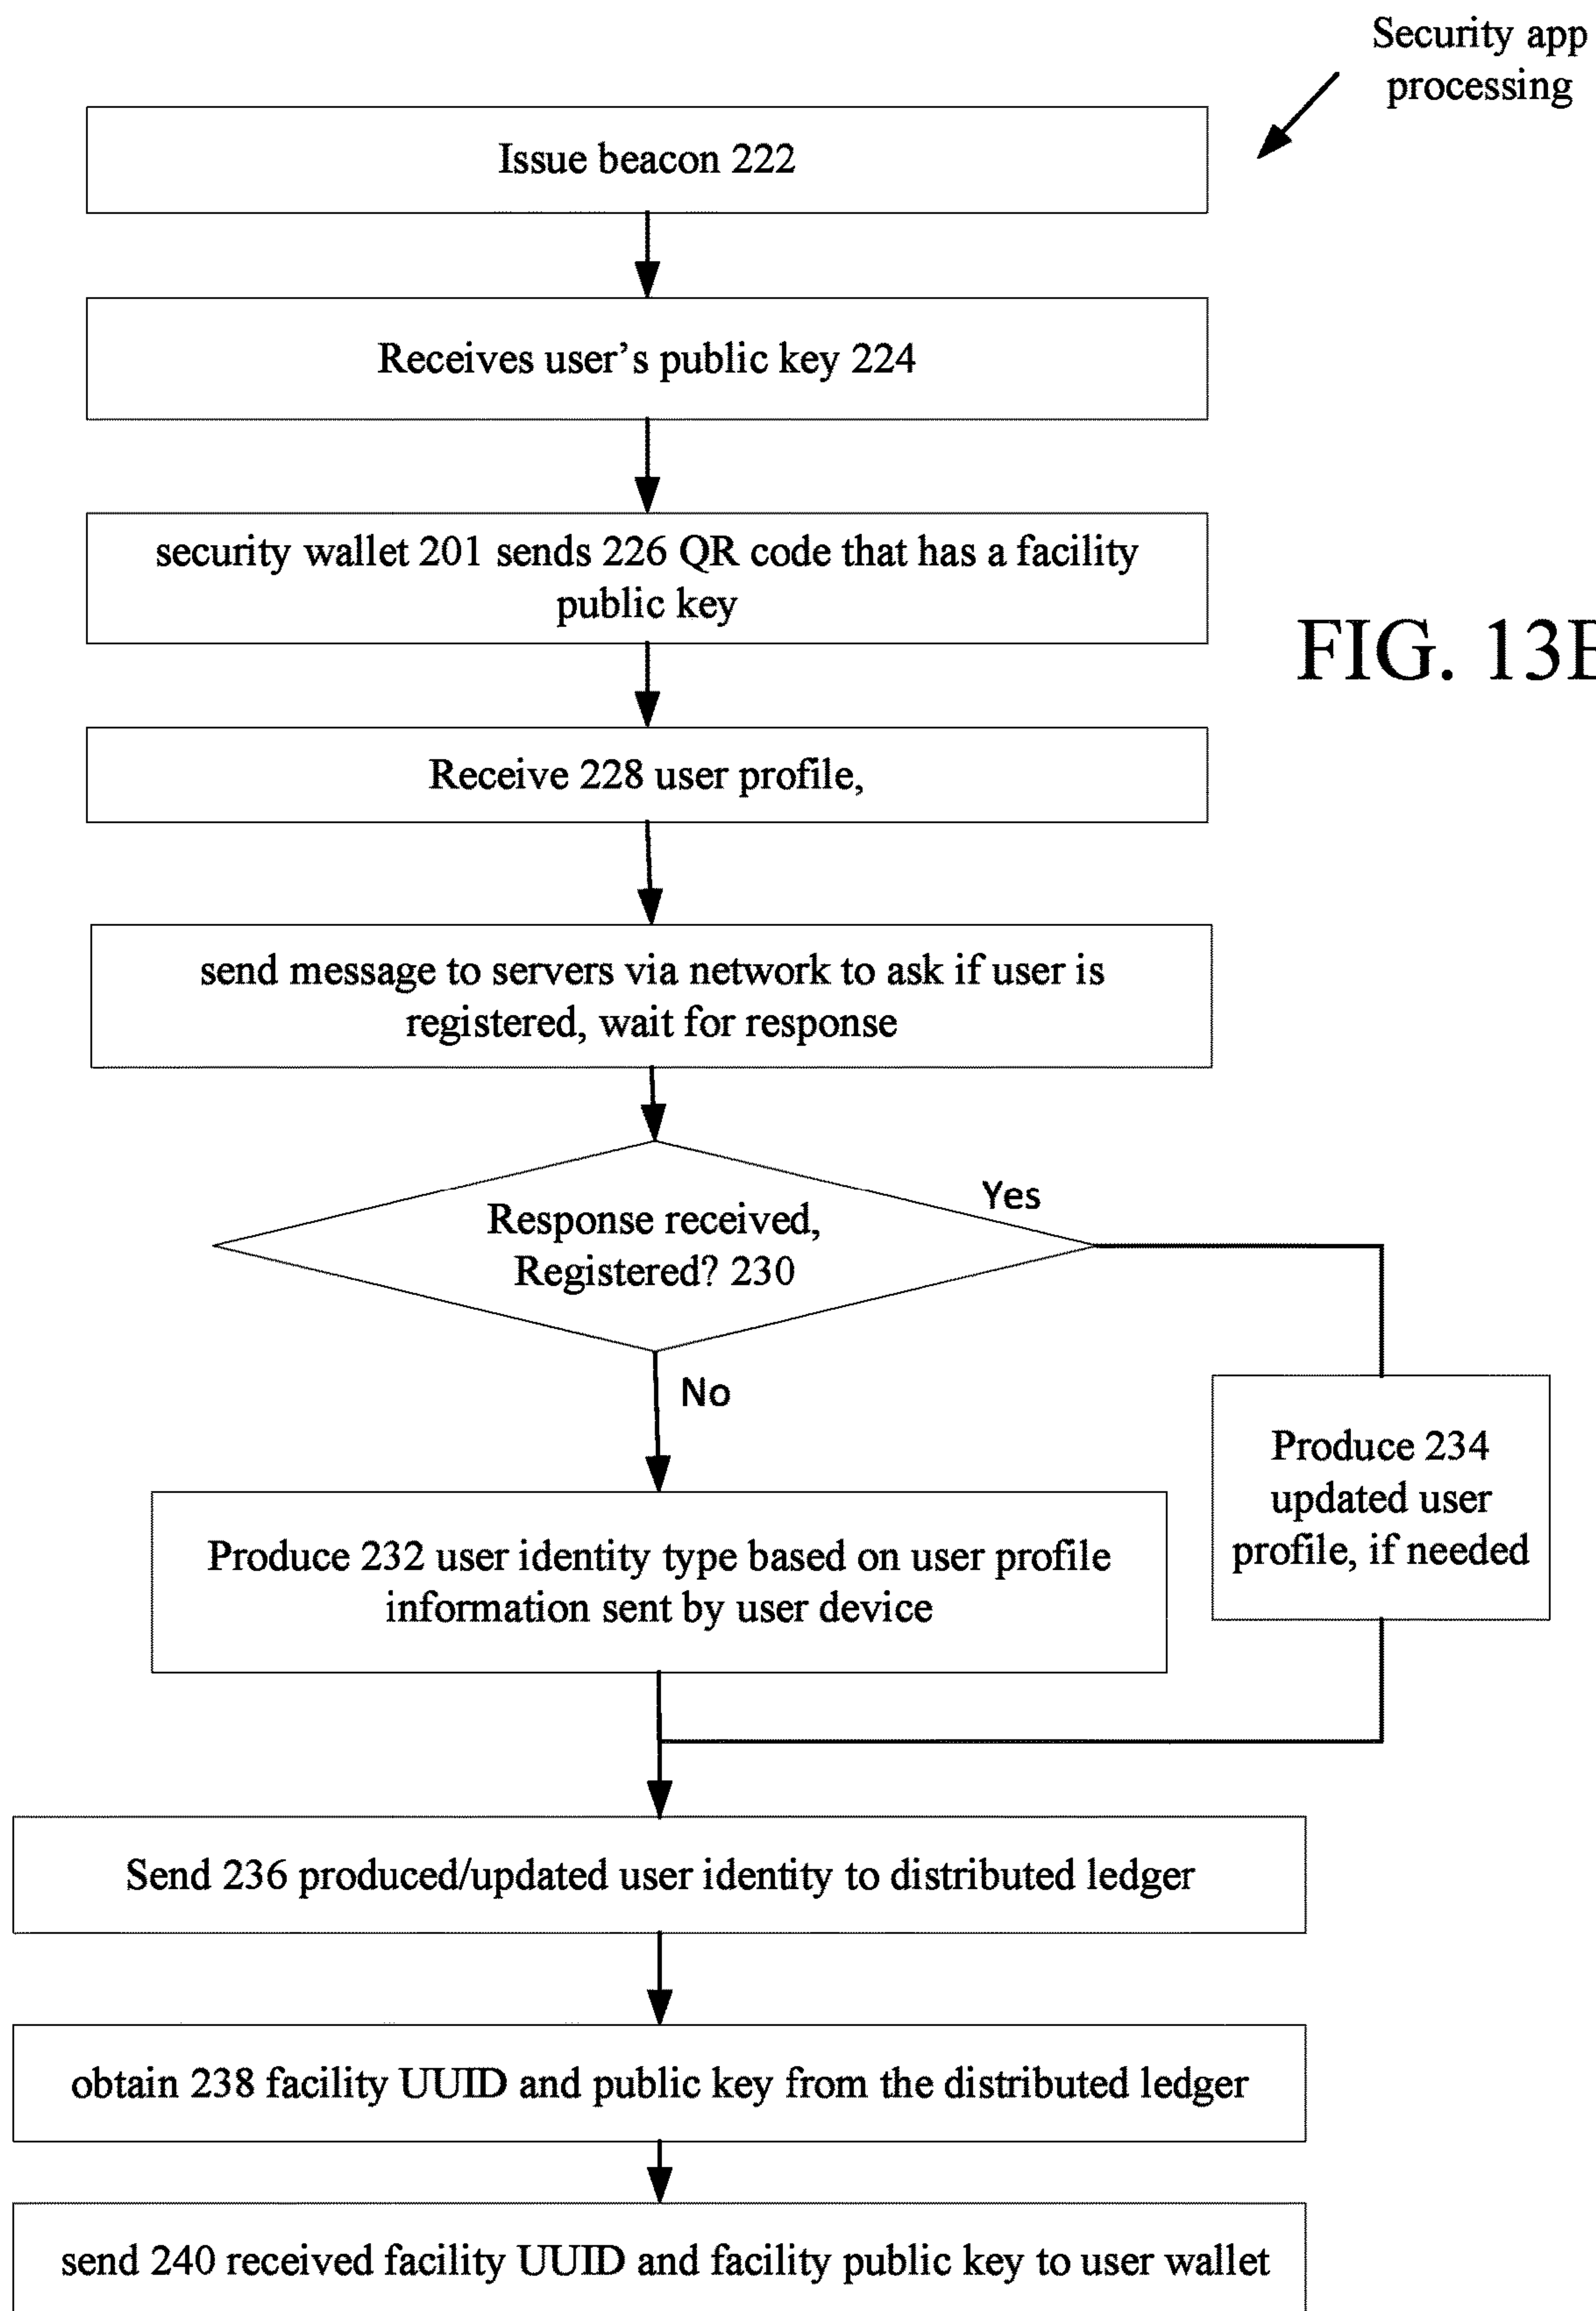 Security app
processing
Issue beacon 222
Receives user's public key 224
security wallet 201 sends 226 QR code that has a facility
public key
FIG. 13B
Receive 228 user profile,
send message to servers via network to ask if user is
registered, wait for response
Yes
Response received,
Registered? 230
No
Produce 234
updated user
profile, if needed
Produce 232 user identity type based on user profile
information sent by user device
Send 236 produced/updated user identity to distributed ledger
obtain 238 facility UUID and public key from the distributed ledger
send 240 received facility UUID and facility public key to user wallet